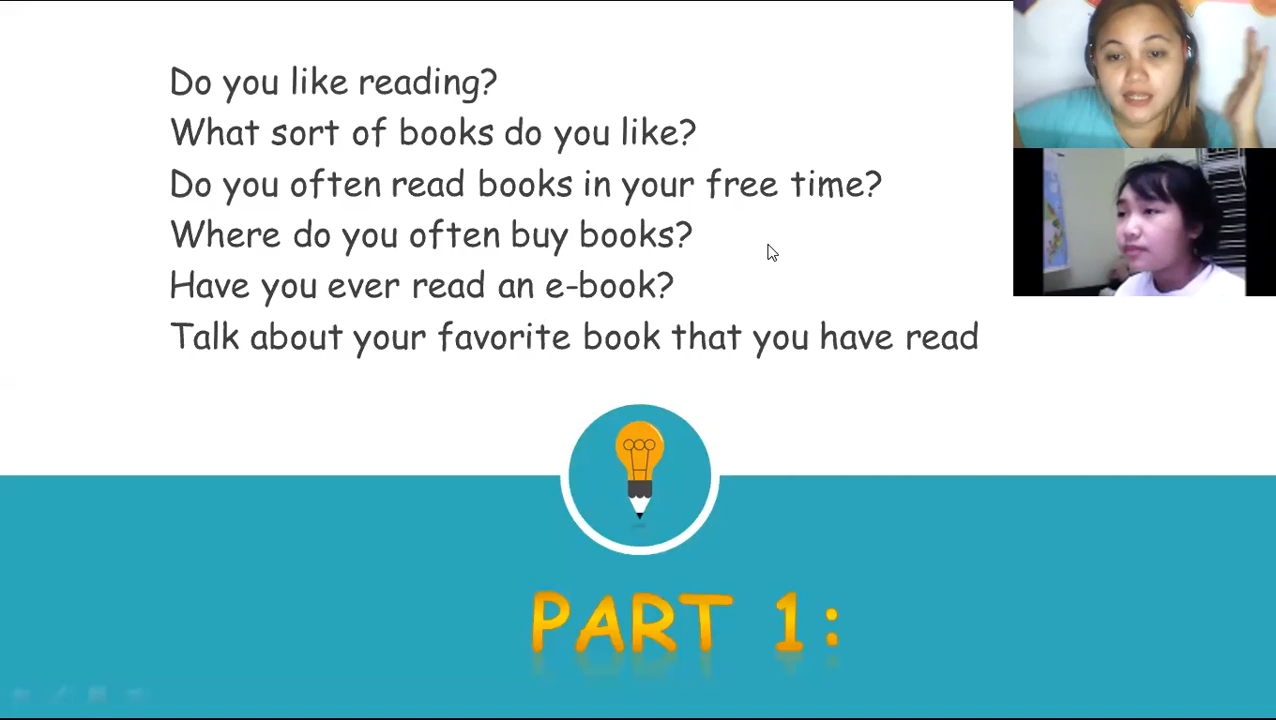 Do you like reading?
What sort of books do you like?
Do you often read books in your free time?
Where do you often buy books?
Have you ever read an e-book?
Talk about your favorite book that you have read
PART 1: